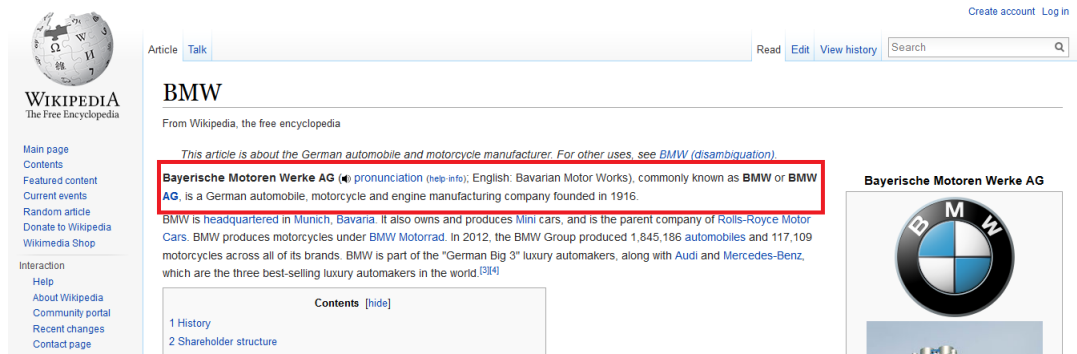 Create account Log in
Article Talk Read Edit View history Search
WIKIPEDIA
The Free Encyclopedia
Main page
Contents
Featured content
Current events
Random article
Donate to Wikipedia
Wikimedia Shop
Interaction
Help
About Wikipedia
Community portal
Recent changes
Contact page
BMW
From Wikipedia, the free encyclopedia
This article is about the German automobile and motorcycle manufacturer. For other uses, see BMW (disambiguation).
Bayerische Motoren Werke AG ( pronunciation (help·info); English: Bavarian Motor Works), commonly known as BMW or BMW
AG, is a German automobile, motorcycle and engine manufacturing company founded in 1916.
BMW is headquartered in Munich, Bavaria. It also owns and produces Mini cars, and is the parent company of Rolls-Royce Motor
Cars. BMW produces motorcycles under BMW Motorrad. In 2012, the BMW Group produced 1,845,186 automobiles and 117,109
motorcycles across all of its brands. BMW is part of the "German Big 3" luxury automakers, along with Audi and Mercedes-Benz,
which are the three best-selling luxury automakers in the world.[3][4]
Contents [hide]
1 History
2 Shareholder structure
Bayerische Motoren Werke AG
BMW